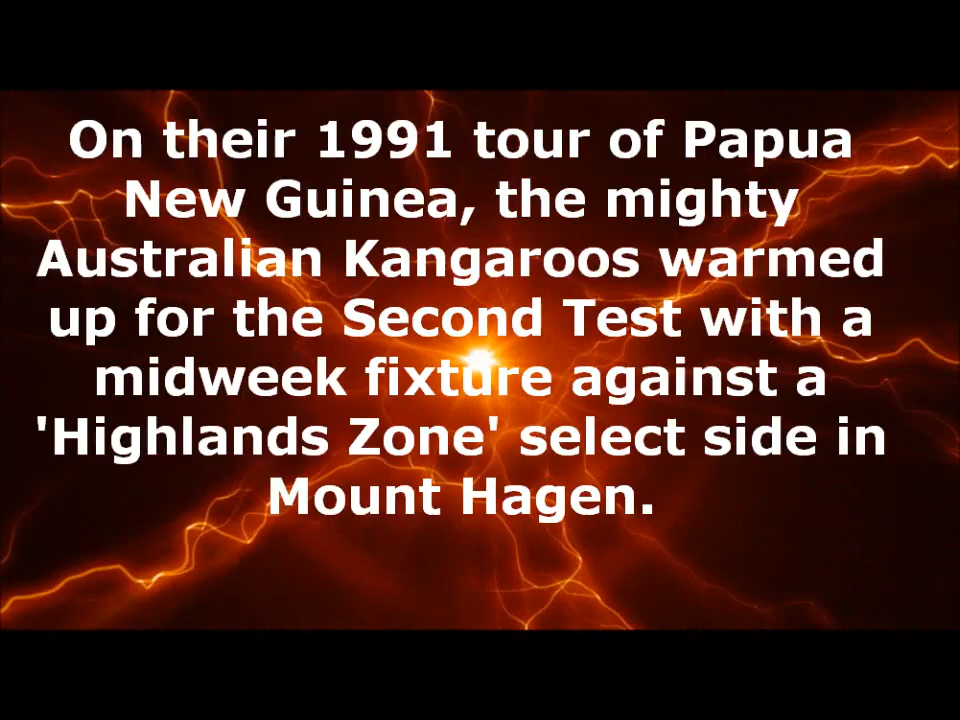 On their 1991 tour of Papua
New Guinea, the mighty
Australian Kangaroos warmed
up for the Second Test with a
midweek fixture against a
'Highlands Zone' select side in
Mount Hagen.